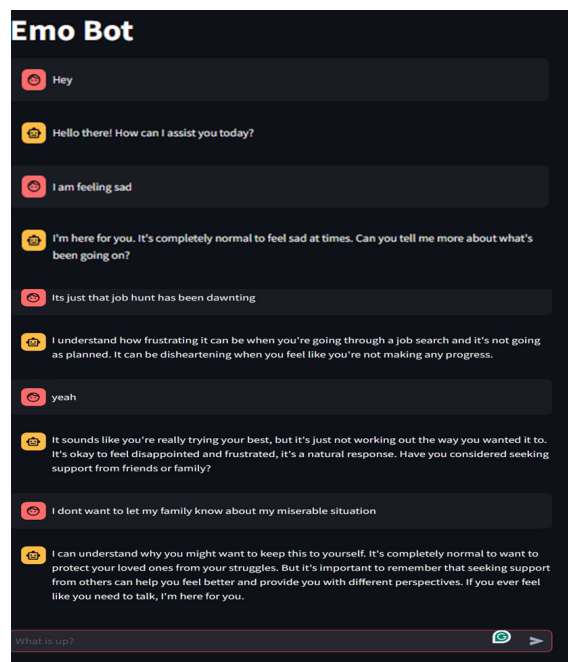 Emo Bot
Hey
Hello there! How can I assist you today?
I am feeling sad
I'm here for you. It's completely normal to feel sad at times. Can you tell me more about what's
been going on?
Its just that job hunt has been dawnting
I understand how frustrating it can be when you're going through a job search and it's not going
as planned. It can be disheartening when you feel like you're not making any progress.
yeah
It sounds like you're really trying your best, but it's just not working out the way you wanted it to.
It's okay to feel disappointed and frustrated, it's a natural response. Have you considered seeking
support from friends or family?
I dont want to let my family know about my miserable situation
I can understand why you might want to keep this to yourself. It's completely normal to want to
protect your loved ones from your struggles. But it's important to remember that seeking support
from others can help you feel better and provide you with different perspectives. If you ever feel
like you need to talk, I'm here for you.
What is up?